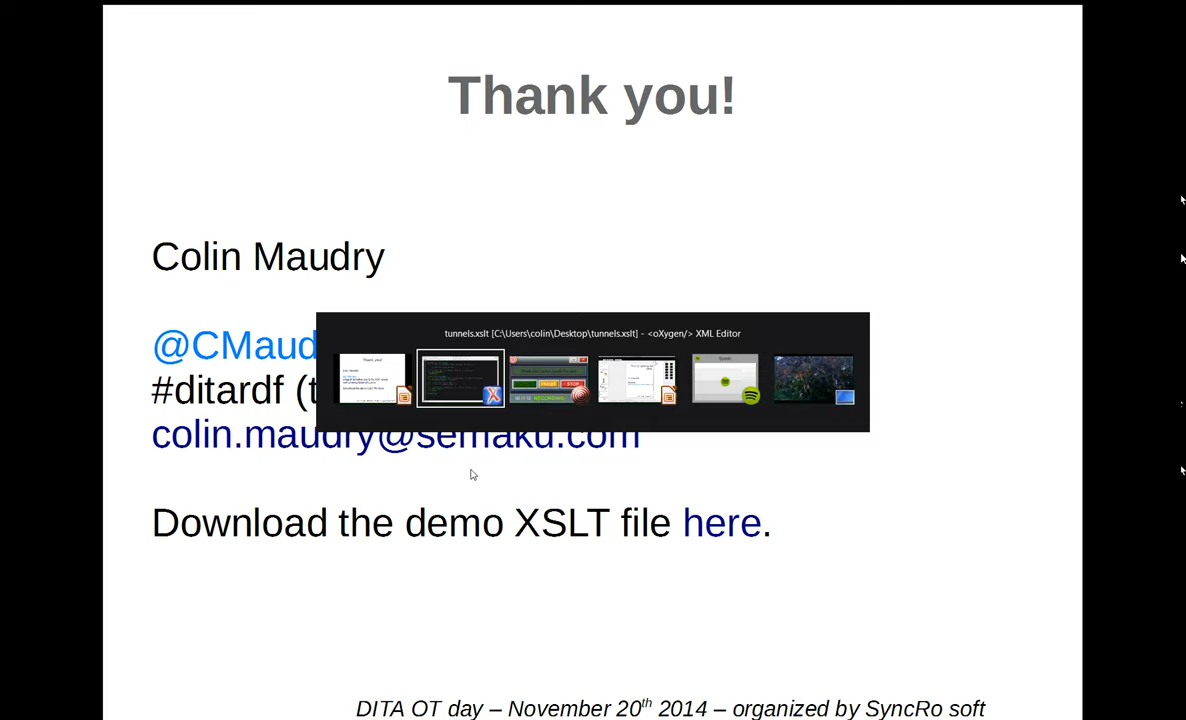 Thank you!
Colin Maudry
tunnels.xslt [C:\Users\colin\Desktop\tunnels.xslt] - <oXygen/> XML Editor
@CMaud
#ditardf (t
colin.maudry@semaku.com
Download the demo XSLT file here.
DITA OT day – November 20th 2014 – organized by SyncRo soft